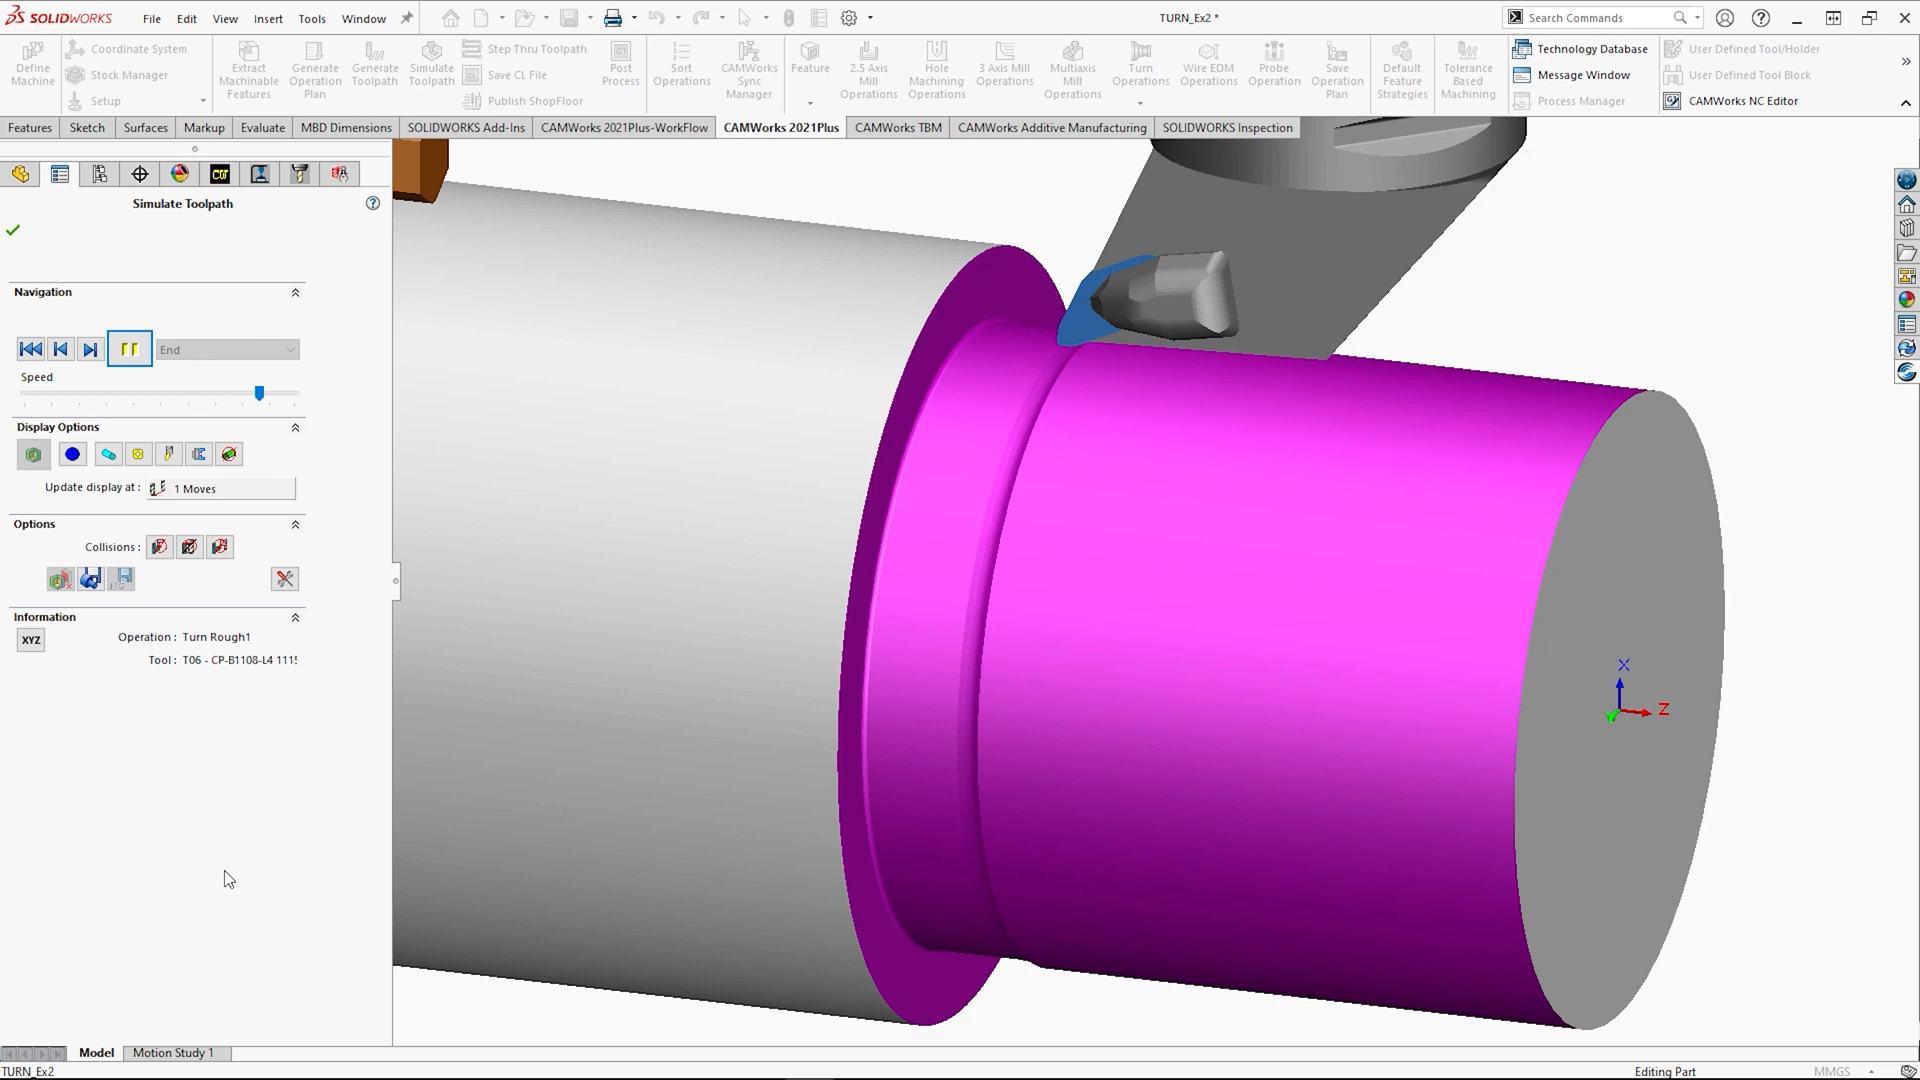 SOLIDWORKS File Edit View Insert Tools Window TURN_Ex2 * Search Commands
Define Machine
Coordinate System
Stock Manager
Setup
Extract Machinable Features
Generate Operation Plan
Generate Toolpath
Simulate Toolpath
Step Thru Toolpath
Save CL File
Publish ShopFloor
Post Process
Sort Operations
CAMWorks Sync Manager
Feature
2.5 Axis Mill Operations
Hole Machining Operations
3 Axis Mill Operations
Multiaxis Mill Operations
Turn Operations
Wire EDM Operations
Probe Operation
Save Operation Plan
Default Feature Strategies
Tolerance Based Machining
Technology Database
Message Window
Process Manager
User Defined Tool/Holder
User Defined Tool Block
CAMWorks NC Editor
Features Sketch Surfaces Markup Evaluate MBD Dimensions SOLIDWORKS Add-Ins CAMWorks 2021Plus-WorkFlow CAMWorks 2021Plus CAMWorks TBM CAMWorks Additive Manufacturing SOLIDWORKS Inspection
Simulate Toolpath
Navigation
End
Speed
Display Options
Update display at : 1 Moves
Options
Collisions :
Information
XYZ
Operation : Turn Rough1
Tool : T06 - CP-B1108-L4 111
X
Y
Z
Model Motion Study 1
TURN_Ex2 Editing Part MMGS